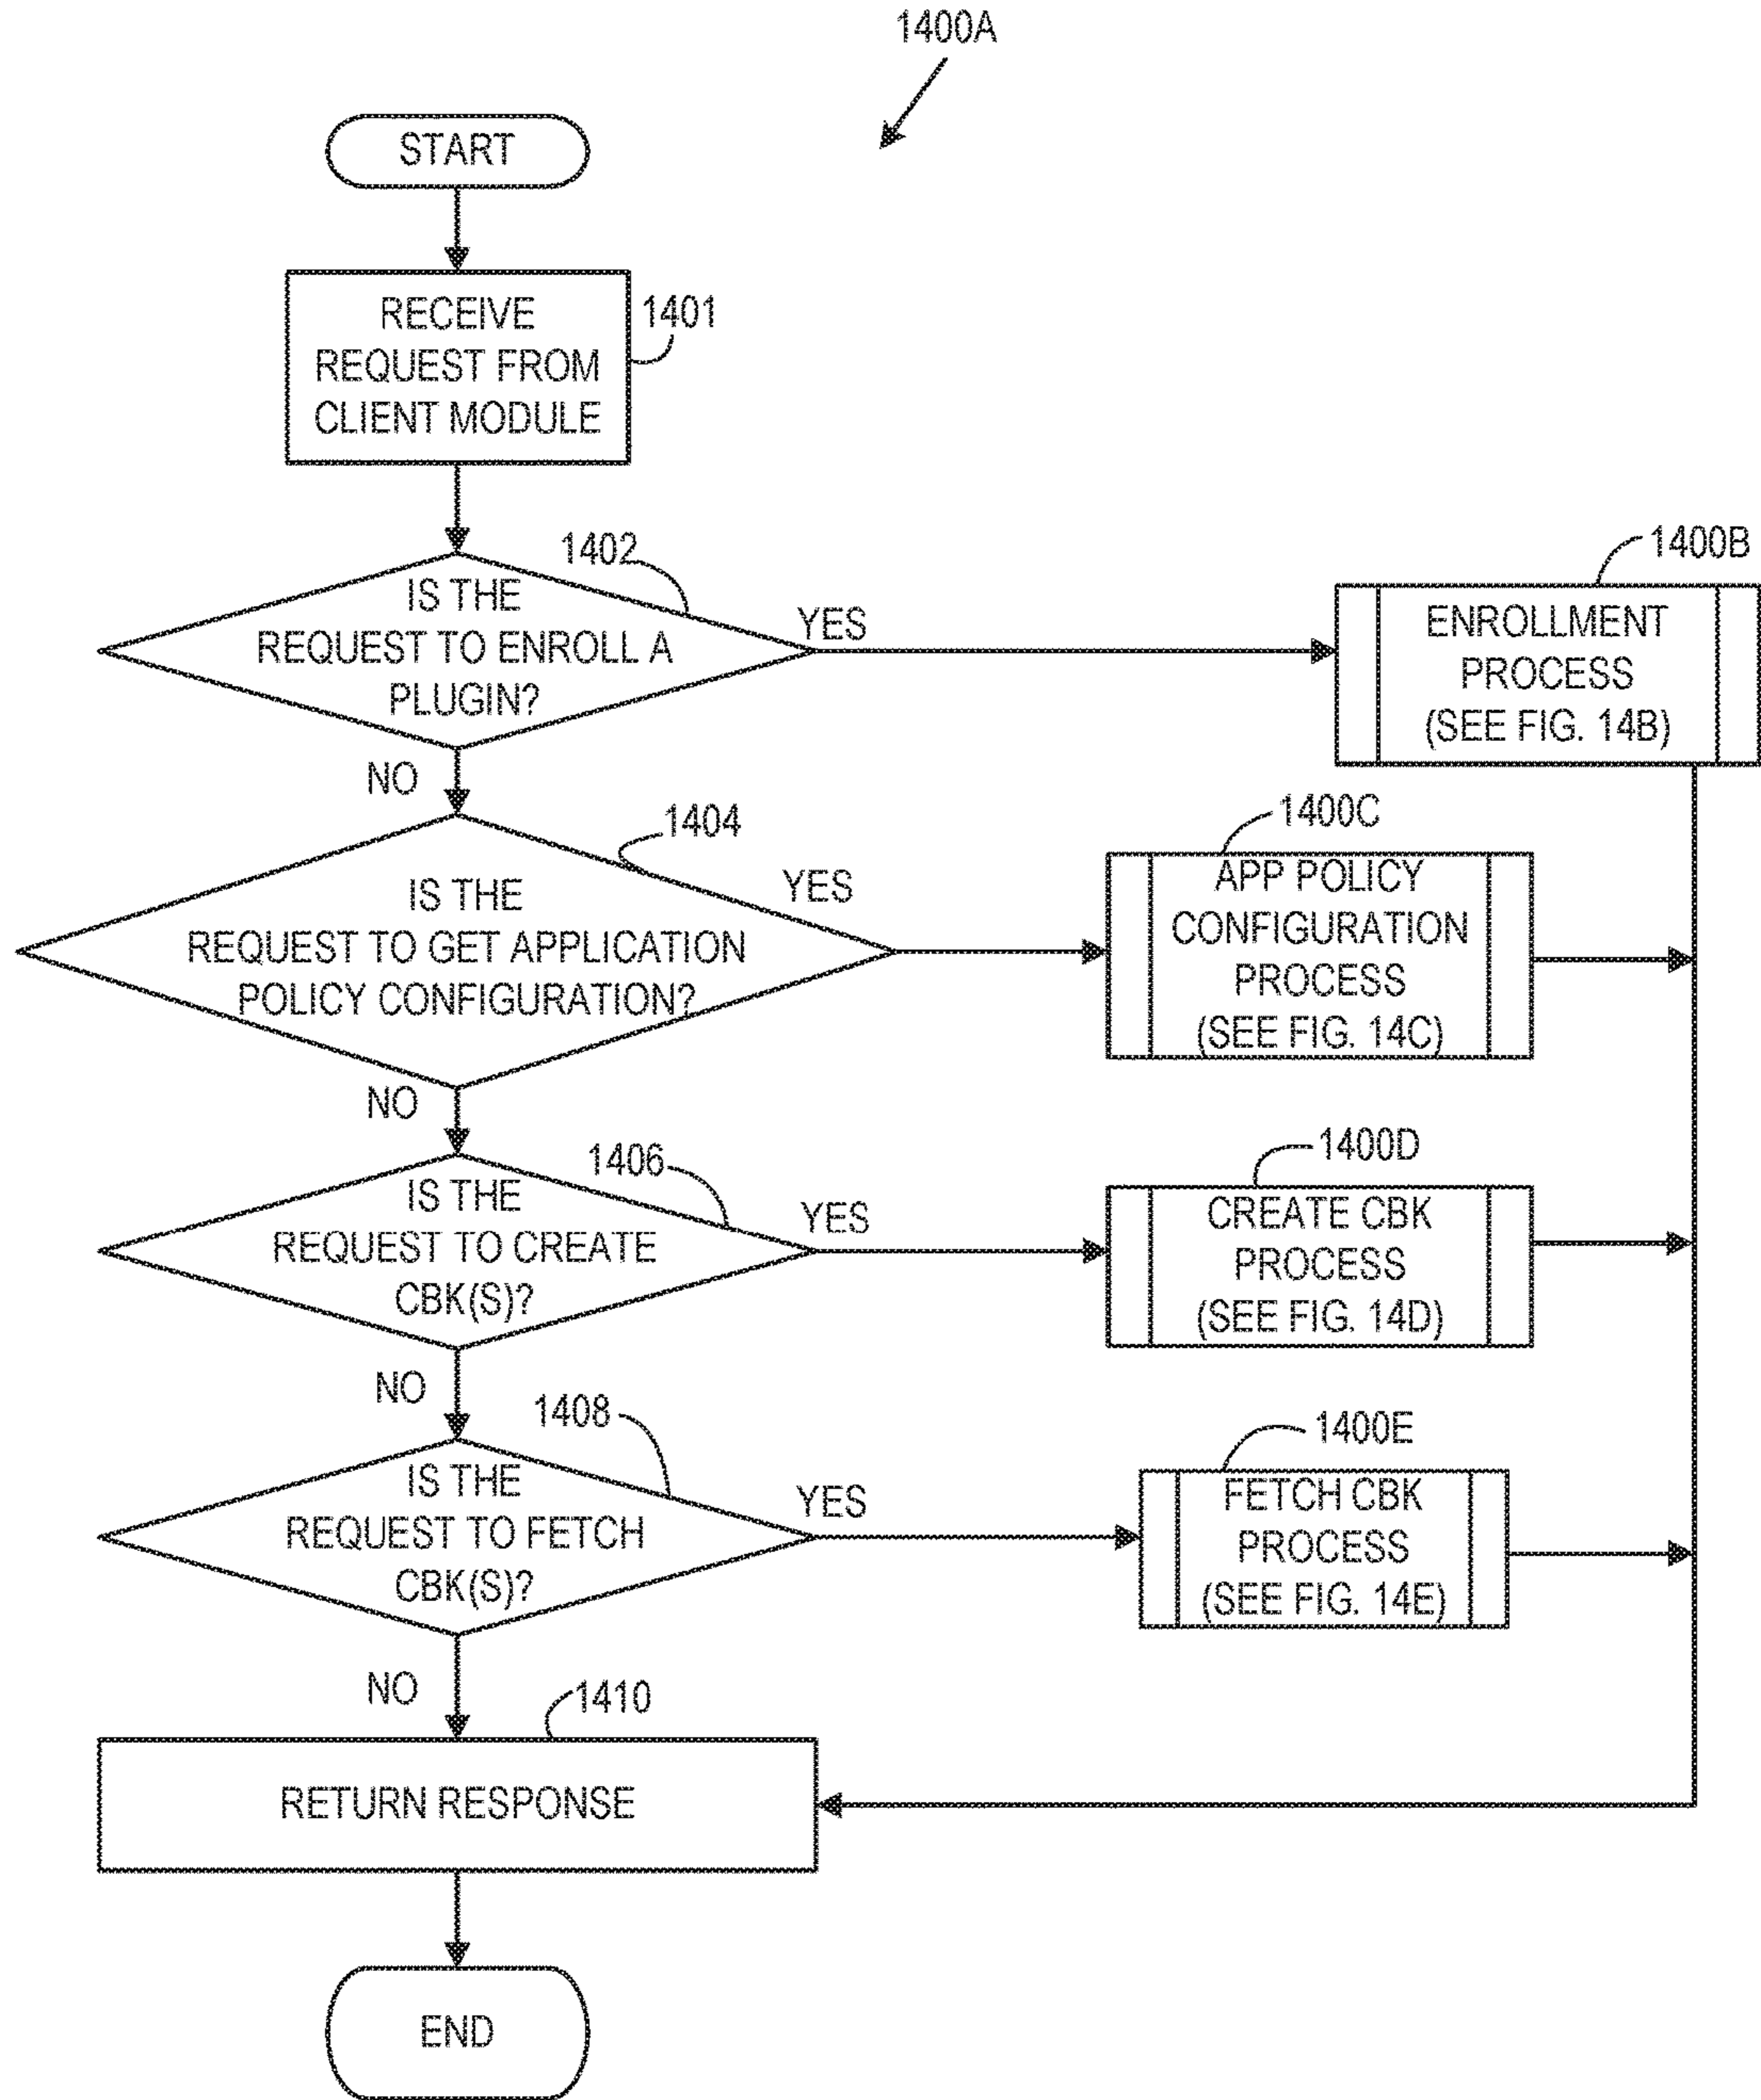 1400A
START
RECEIVE
REQUEST FROM
CLIENT MODULE
1401
1402
IS THE
REQUEST TO ENROLL A
PLUGIN?
YES
1400B
ENROLLMENT
PROCESS
(SEE FIG. 14B)
NO
1404
IS THE
REQUEST TO GET APPLICATION
POLICY CONFIGURATION?
YES
1400C
APP POLICY
CONFIGURATION
PROCESS
(SEE FIG. 14C)
NO
1406
IS THE
REQUEST TO CREATE
CBK(S)?
YES
1400D
CREATE CBK
PROCESS
(SEE FIG. 14D)
NO
1408
IS THE
REQUEST TO FETCH
CBK(S)?
YES
1400E
FETCH CBK
PROCESS
(SEE FIG. 14E)
NO
1410
RETURN RESPONSE
END